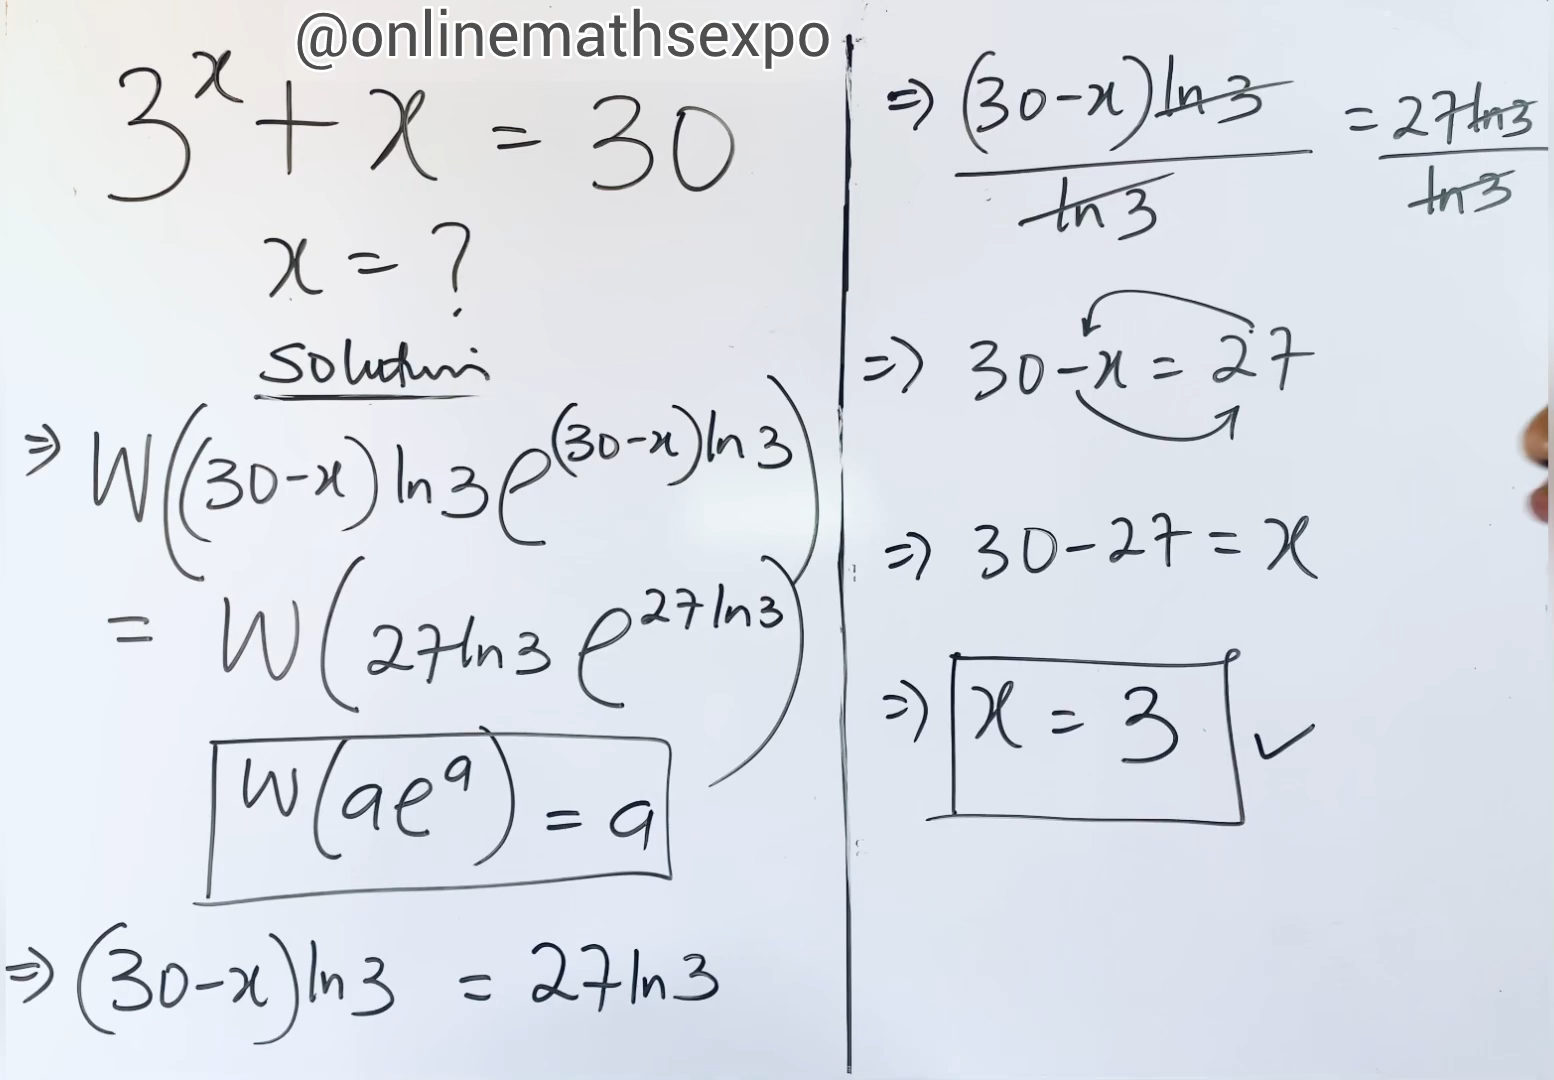 @onlinemathsexpo
3^x + x = 30
x = ?
Solution
⇒ W((30-x)ln3e^(30-x)ln3)
= W(27ln3 e^27ln3)
W(ae^a) = a
⇒ (30-x)ln3 = 27ln3
⇒ (30-x)ln3/ln3 = 27ln3/ln3
⇒ 30-x = 27
⇒ 30-27 = x
⇒ x = 3 ✓